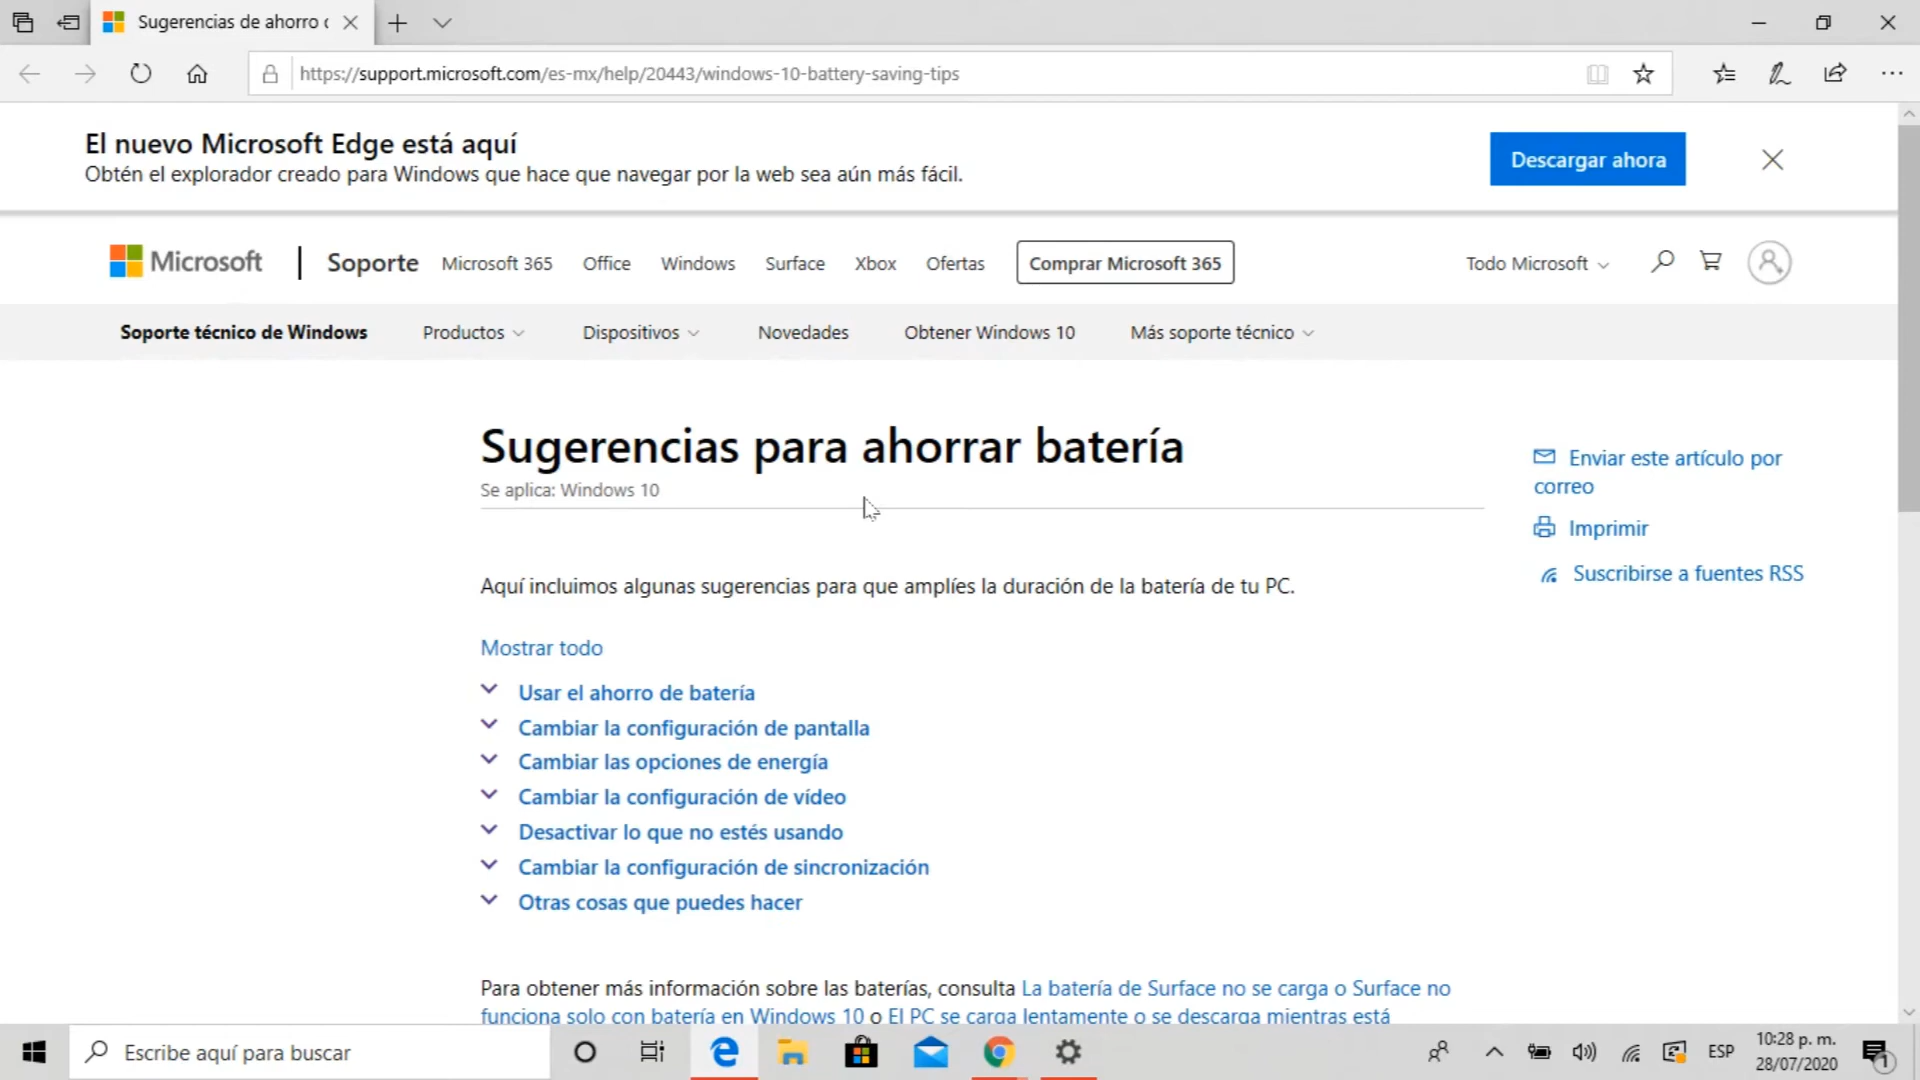 Sugerencias de ahorro
https://support.microsoft.com/es-mx/help/20443/windows-10-battery-saving-tips
El nuevo Microsoft Edge está aquí
Obtén el explorador creado para Windows que hace que navegar por la web sea aún más fácil.
Descargar ahora
Microsoft | Soporte Microsoft 365 Office Windows Surface Xbox Ofertas Comprar Microsoft 365 Todo Microsoft
Soporte técnico de Windows Productos Dispositivos Novedades Obtener Windows 10 Más soporte técnico
Sugerencias para ahorrar batería
Se aplica: Windows 10
Enviar este artículo por
correo
Imprimir
Suscribirse a fuentes RSS
Aquí incluimos algunas sugerencias para que amplíes la duración de la batería de tu PC.
Mostrar todo
Usar el ahorro de batería
Cambiar la configuración de pantalla
Cambiar las opciones de energía
Cambiar la configuración de vídeo
Desactivar lo que no estés usando
Cambiar la configuración de sincronización
Otras cosas que puedes hacer
Para obtener más información sobre las baterías, consulta La batería de Surface no se carga o Surface no
funciona solo con batería en Windows 10 o El PC se carga lentamente o se descarga mientras está
Escribe aquí para buscar
ESP
10:28 p. m.
28/07/2020
1